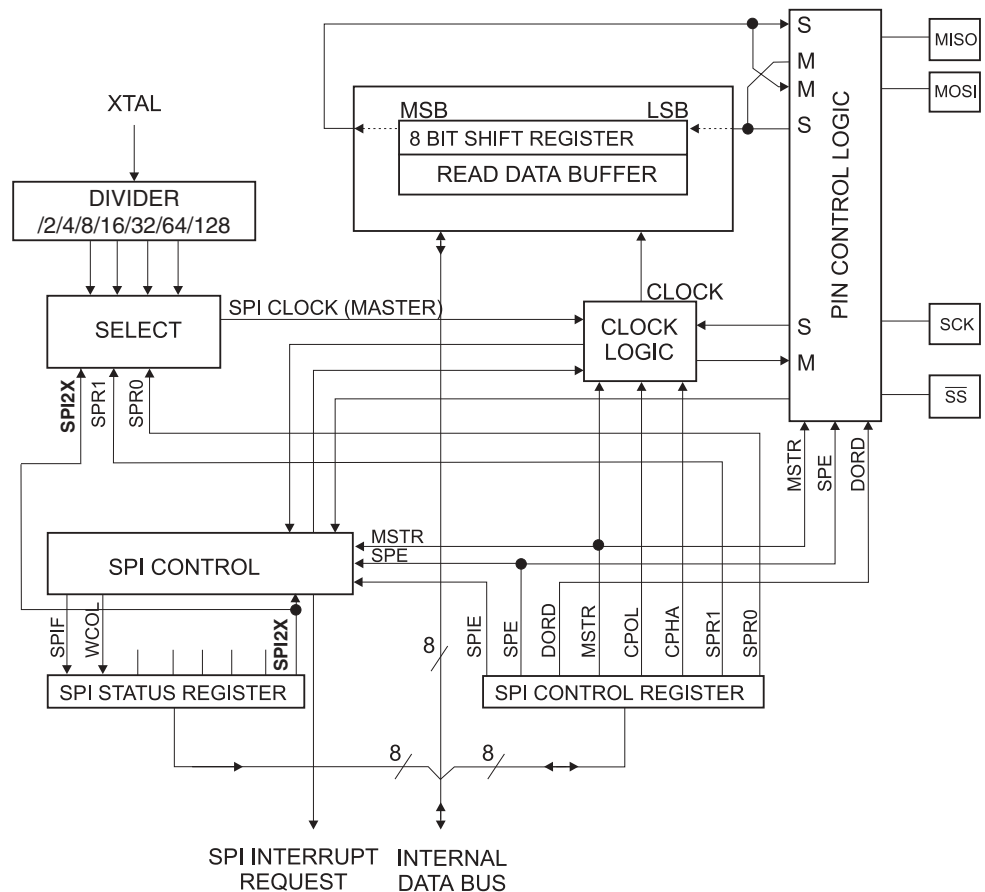 S
MISO
M
M
MOSI
XTAL
MSB
LSB
S
8 BIT SHIFT REGISTER
READ DATA BUFFER
PIN CONTROL LOGIC
DIVIDER
/2/4/8/16/32/64/128
SPI CLOCK (MASTER)
CLOCK
SELECT
CLOCK
LOGIC
S
M
SCK
SS
SPI2X
SPR1
SPR0
MSTR
SPE
DORD
MSTR
SPE
SPI CONTROL
SPIF
WCOL
SPI2X
8
SPIE
SPE
DORD
MSTR
CPOL
CPHA
SPR1
SPR0
SPI STATUS REGISTER
SPI CONTROL REGISTER
8
8
SPI INTERRUPT
REQUEST
INTERNAL
DATA BUS